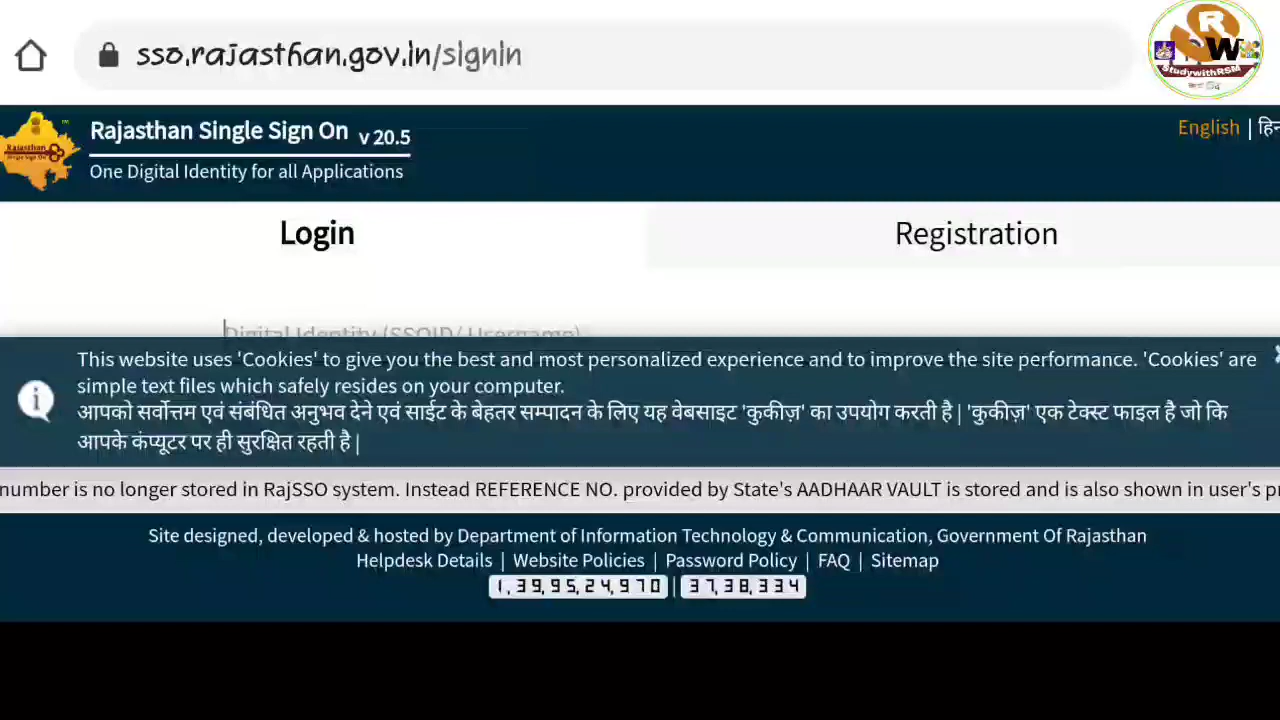 sso.rajasthan.gov.in/signin
R
W
StudywithRSM
Rajasthan Single Sign On v 20.5
One Digital Identity for all Applications
English |
Login
Registration
Digital Identity (SSOID/ Username)
This website uses 'Cookies' to give you the best and most personalized experience and to improve the site performance. 'Cookies' are
simple text files which safely resides on your computer.
आपको सर्वोत्तम एवं संबंधित अनुभव देने एवं साईट के बेहतर सम्पादन के लिए यह वेबसाइट 'कुकीज़' का उपयोग करती है | 'कुकीज़' एक टेक्स्ट फाइल है जो कि
आपके कंप्यूटर पर ही सुरक्षित रहती है |
number is no longer stored in RajSSO system. Instead REFERENCE NO. provided by State's AADHAAR VAULT is stored and is also shown in user's
Site designed, developed & hosted by Department of Information Technology & Communication, Government Of Rajasthan
Helpdesk Details | Website Policies | Password Policy | FAQ | Sitemap
1,39,95,24,970 | 37,38,334